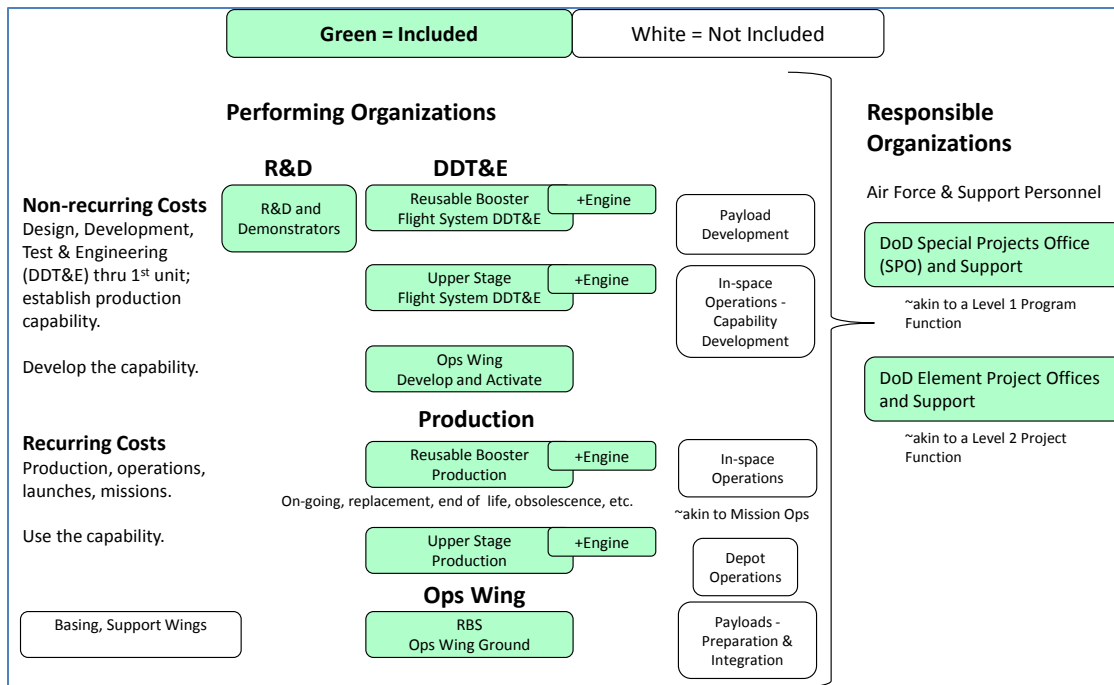 Green = Included
White = Not Included
Performing Organizations
Responsible
Organizations
R&D
DDT&E
Air Force & Support Personnel
Non-recurring Costs
Design, Development,
Test & Engineering
(DDT&E) thru 1st unit;
establish production
capability.
Develop the capability.
R&D and
Demonstrators
Reusable Booster
Flight System DDT&E
+Engine
Payload
Development
Upper Stage
Flight System DDT&E
+Engine
In-space
Operations -
Capability
Development
Ops Wing
Develop and Activate
DoD Special Projects Office
(SPO) and Support
~akin to a Level 1 Program
Function
DoD Element Project Offices
and Support
~akin to a Level 2 Project
Function
Production
Recurring Costs
Production, operations,
launches, missions.
Use the capability.
Reusable Booster
Production
+Engine
In-space
Operations
On-going, replacement, end of life, obsolescence, etc.
~akin to Mission Ops
Upper Stage
Production
+Engine
Depot
Operations
Ops Wing
Basing, Support Wings
RBS
Ops Wing Ground
Payloads -
Preparation &
Integration